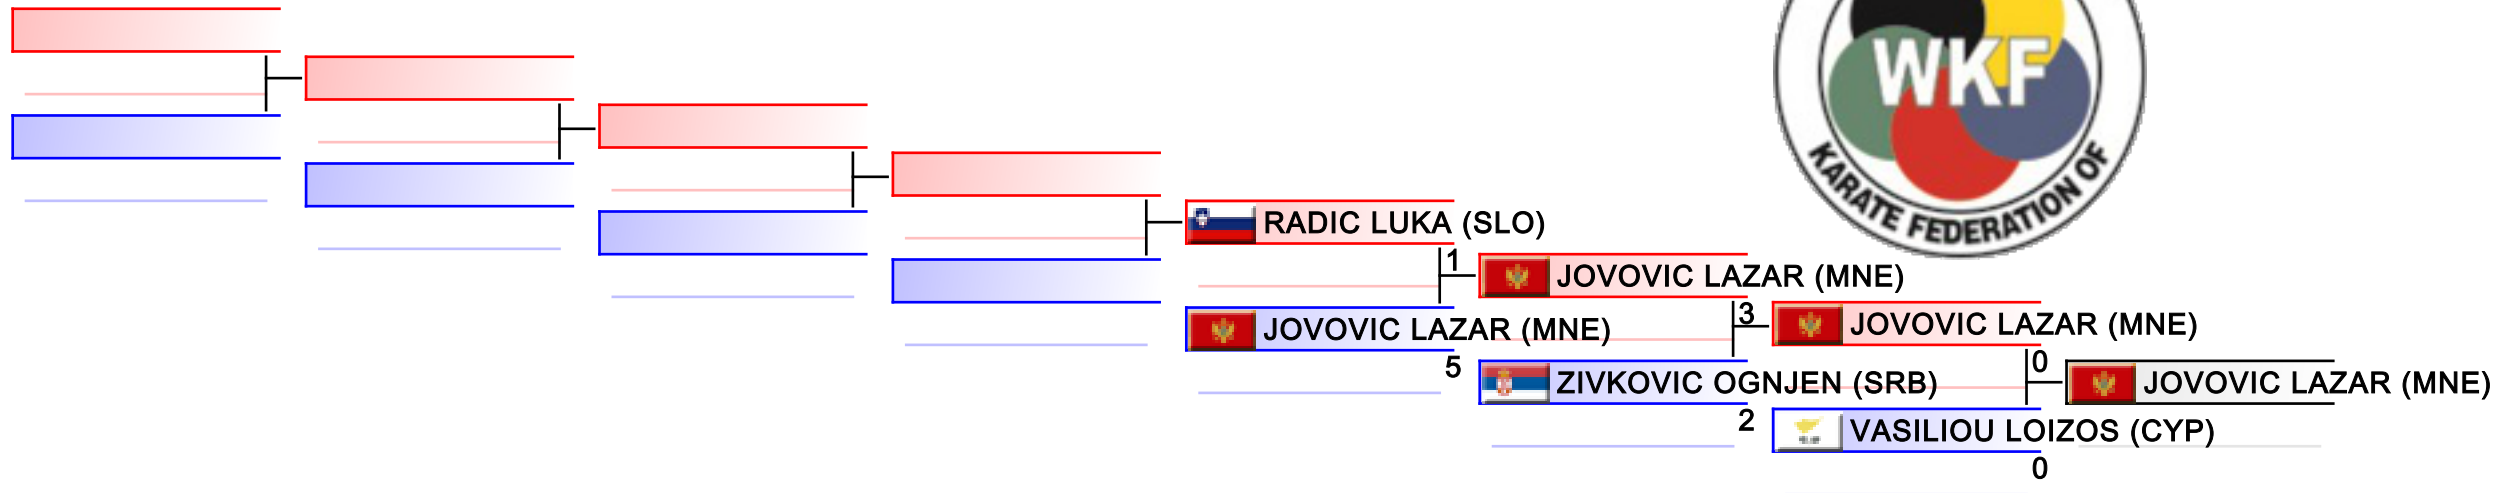 WKF
KARATE FEDERATION OF
RADIC LUKA (SLO)
1
JOVOVIC LAZAR (MNE)
JOVOVIC LAZAR (MNE)
5
3
ZIVKOVIC OGNJEN (SRB)
2
JOVOVIC LAZAR (MNE)
0
VASILIOU LOIZOS (CYP)
0
JOVOVIC LAZAR (MNE)